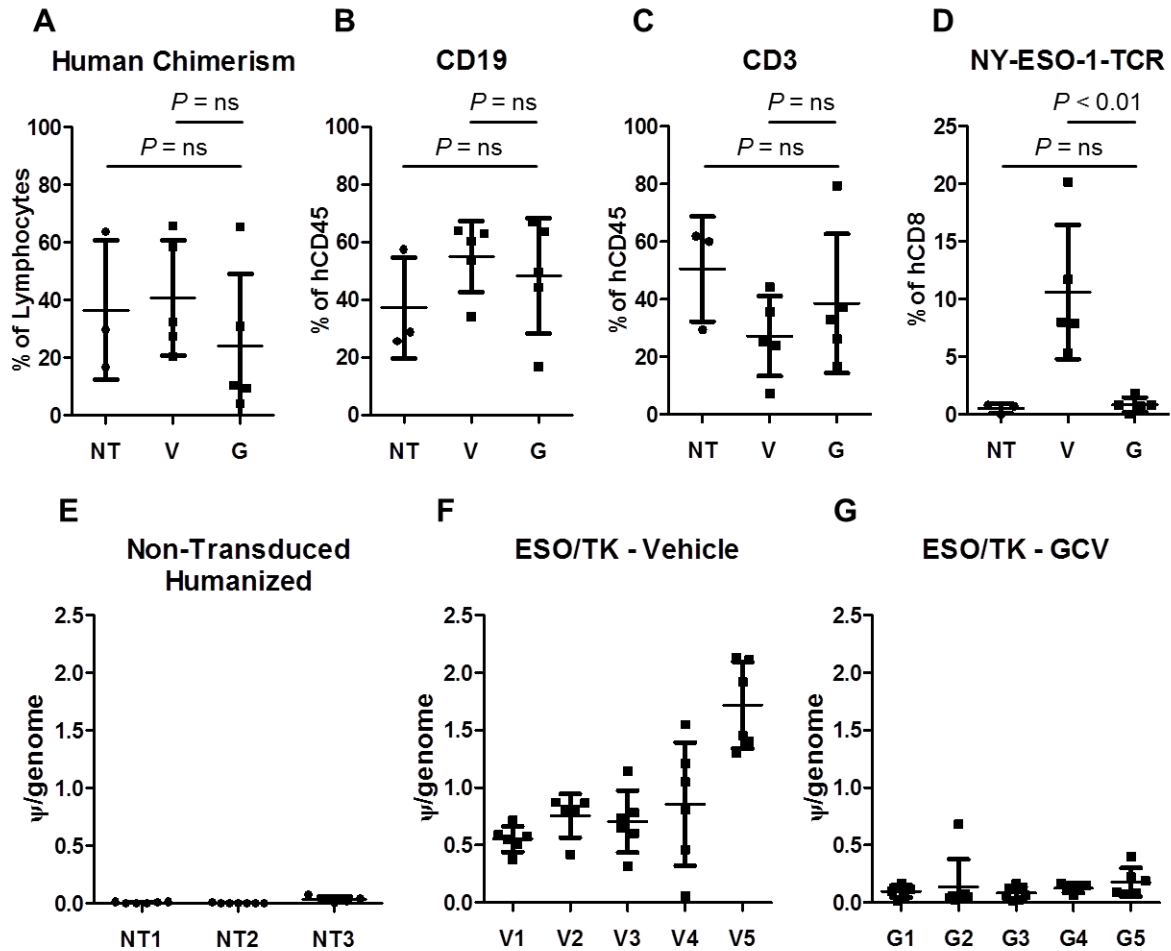 A
Human Chimerism
P = ns
P = ns
% of Lymphocytes
100
80
60
40
20
0
NT V G
B
CD19
P = ns
P = ns
% of hCD45
100
80
60
40
20
0
NT V G
C
CD3
P = ns
P = ns
% of hCD45
100
80
60
40
20
0
NT V G
D
NY-ESO-1-TCR
P < 0.01
P = ns
% of hCD8
25
20
15
10
5
0
NT V G
E
Non-Transduced
Humanized
ψ/genome
2.5
2.0
1.5
1.0
0.5
0.0
NT1 NT2 NT3
F
ESO/TK - Vehicle
ψ/genome
2.5
2.0
1.5
1.0
0.5
0.0
V1 V2 V3 V4 V5
G
ESO/TK - GCV
ψ/genome
2.5
2.0
1.5
1.0
0.5
0.0
G1 G2 G3 G4 G5